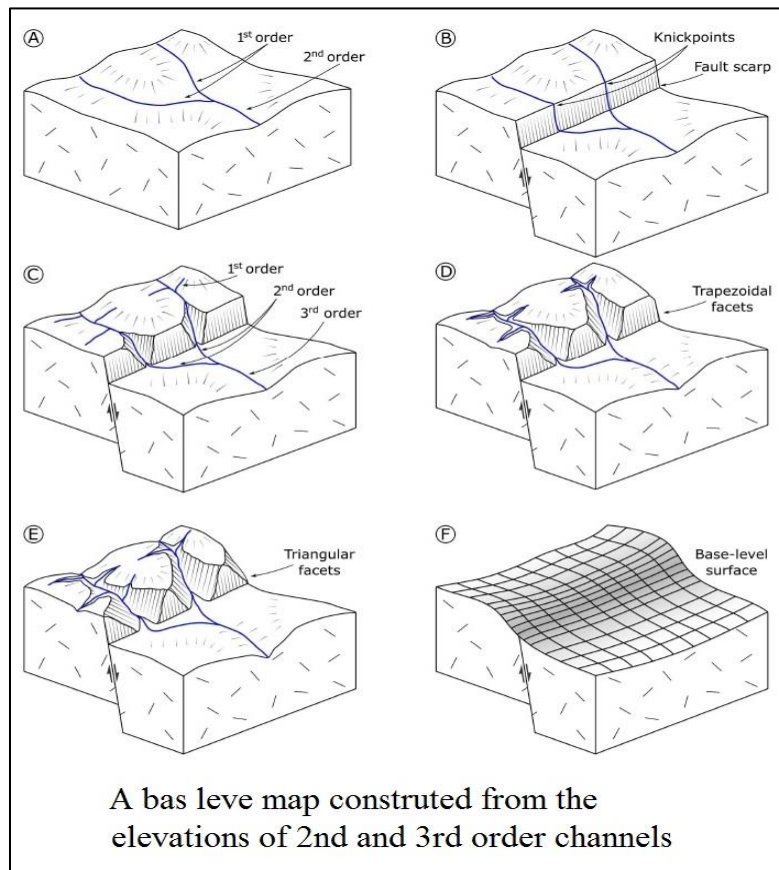 A
1st order
2nd order
B
Knickpoints
Fault scarp
C
1st order
2nd order
3rd order
D
Trapezoidal
facets
E
Triangular
facets
F
Base-level
surface
A bas leve map construted from the
elevations of 2nd and 3rd order channels